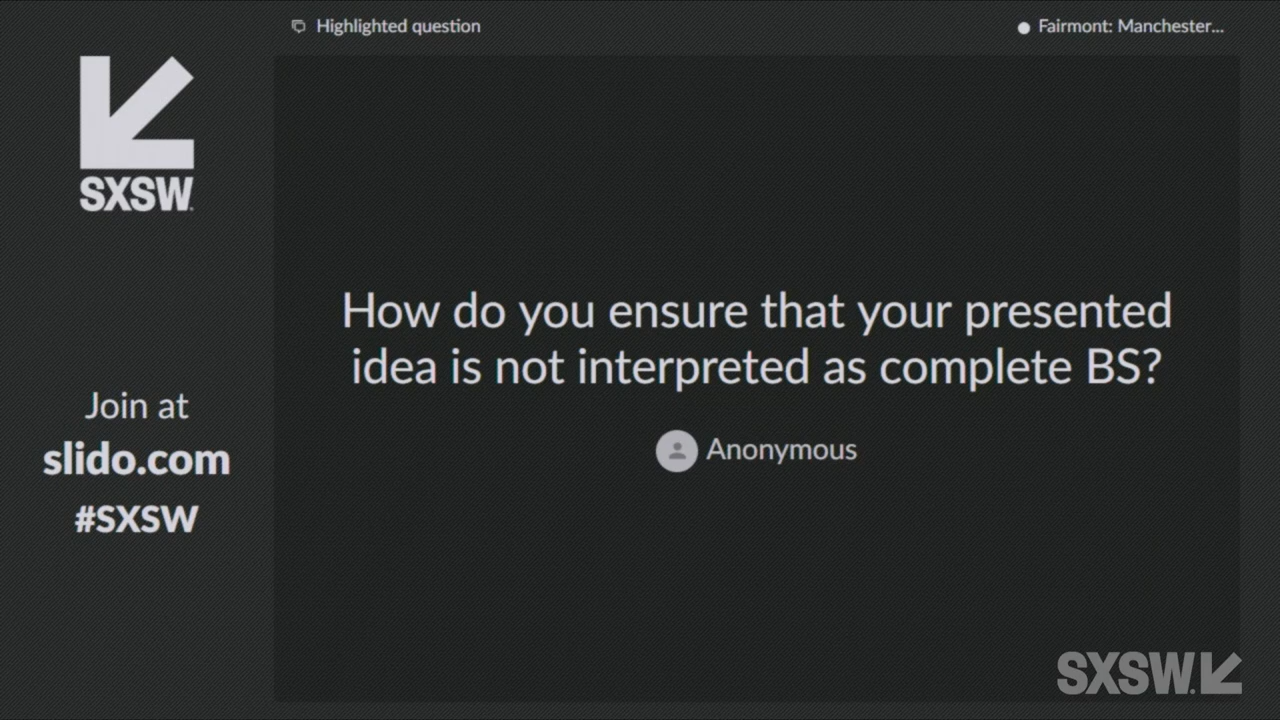 Highlighted question
Fairmont: Manchester...
SXSW.
How do you ensure that your presented
idea is not interpreted as complete BS?
Anonymous
Join at
slido.com
#SXSW
SXSW.